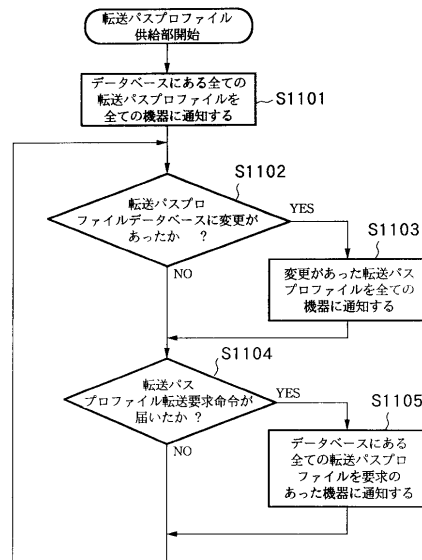 転送パスプロファイル
供給部開始
データベースにある全ての
転送パスプロファイルを
全ての機器に通知する
S1101
S1102
転送パスプロ
ファイルデータベースに変更が
あったか ?
YES
NO
S1103
変更があった転送パス
プロファイルを全ての
機器に通知する
S1104
転送パス
プロファイル転送要求命令が
届いたか ?
YES
NO
S1105
データベースにある
全ての転送パスプロ
ファイルを要求の
あった機器に通知する